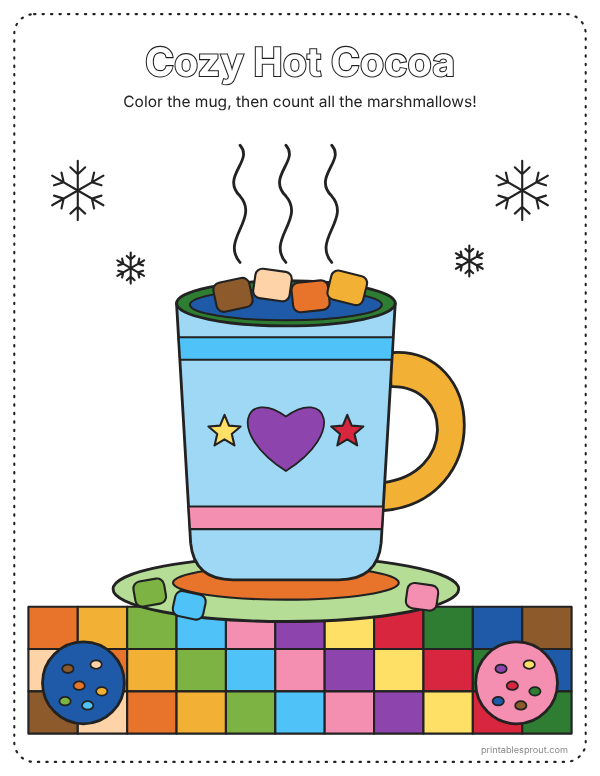 Cozy Hot Cocoa
Color the mug, then count all the marshmallows!
printablesprout.com